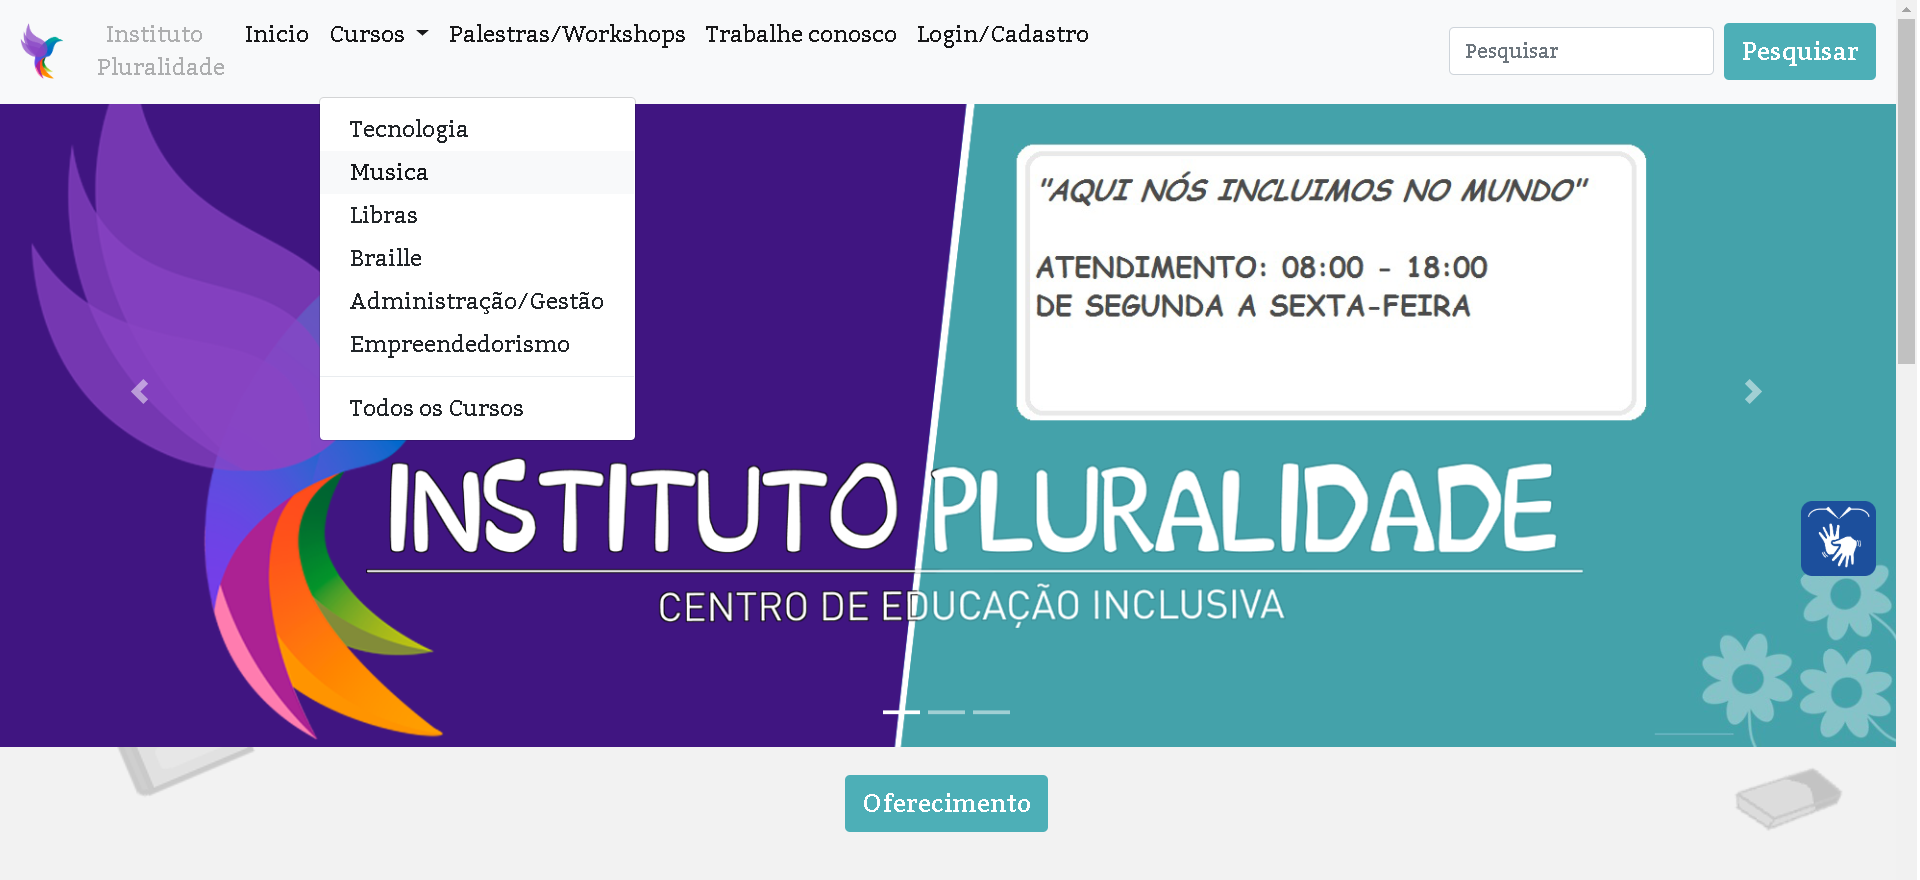 Instituto
Pluralidade
Inicio
Cursos
Palestras/Workshops
Trabalhe conosco
Login/Cadastro
Pesquisar
Pesquisar
Tecnologia
Musica
Libras
Braille
Administração/Gestão
Empreendedorismo
Todos os Cursos
"AQUI NÓS INCLUIMOS NO MUNDO"
ATENDIMENTO: 08:00 - 18:00
DE SEGUNDA A SEXTA-FEIRA
INSTITUTO PLURALIDADE
CENTRO DE EDUCAÇÃO INCLUSIVA
Oferecimento